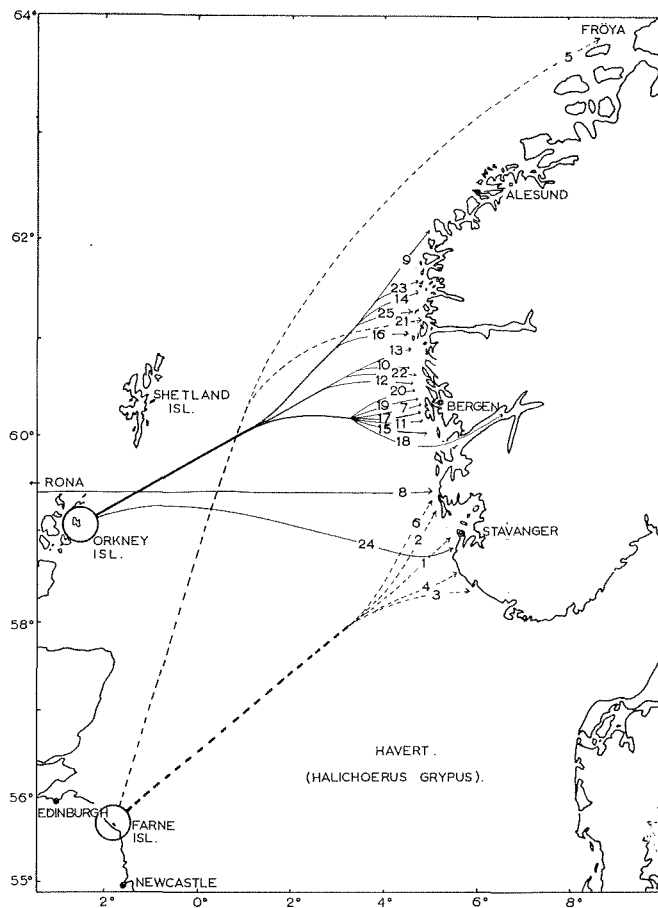 64°
FRÖYA
5
ALESUND
62°
9
23
14
25
21
16
13
10
22
12
20
19
7
17
11
15
18
SHETLAND
ISL.
BERGEN
60°
RONA
8
ORKNEY
ISL.
6
2
STAVANGER
24
1
4
3
58°
HAVERT.
(HALICHOERUS GRYPUS).
56°
EDINBURGH
FARNE
ISL.
NEWCASTLE
55°
2°
0°
2°
4°
6°
8°